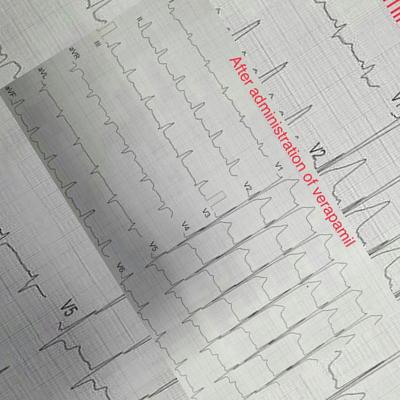 After administration of verapamil
II
III
aVR
aVL
aVF
V1
V2
V3
V4
V5
V6
V2
V5